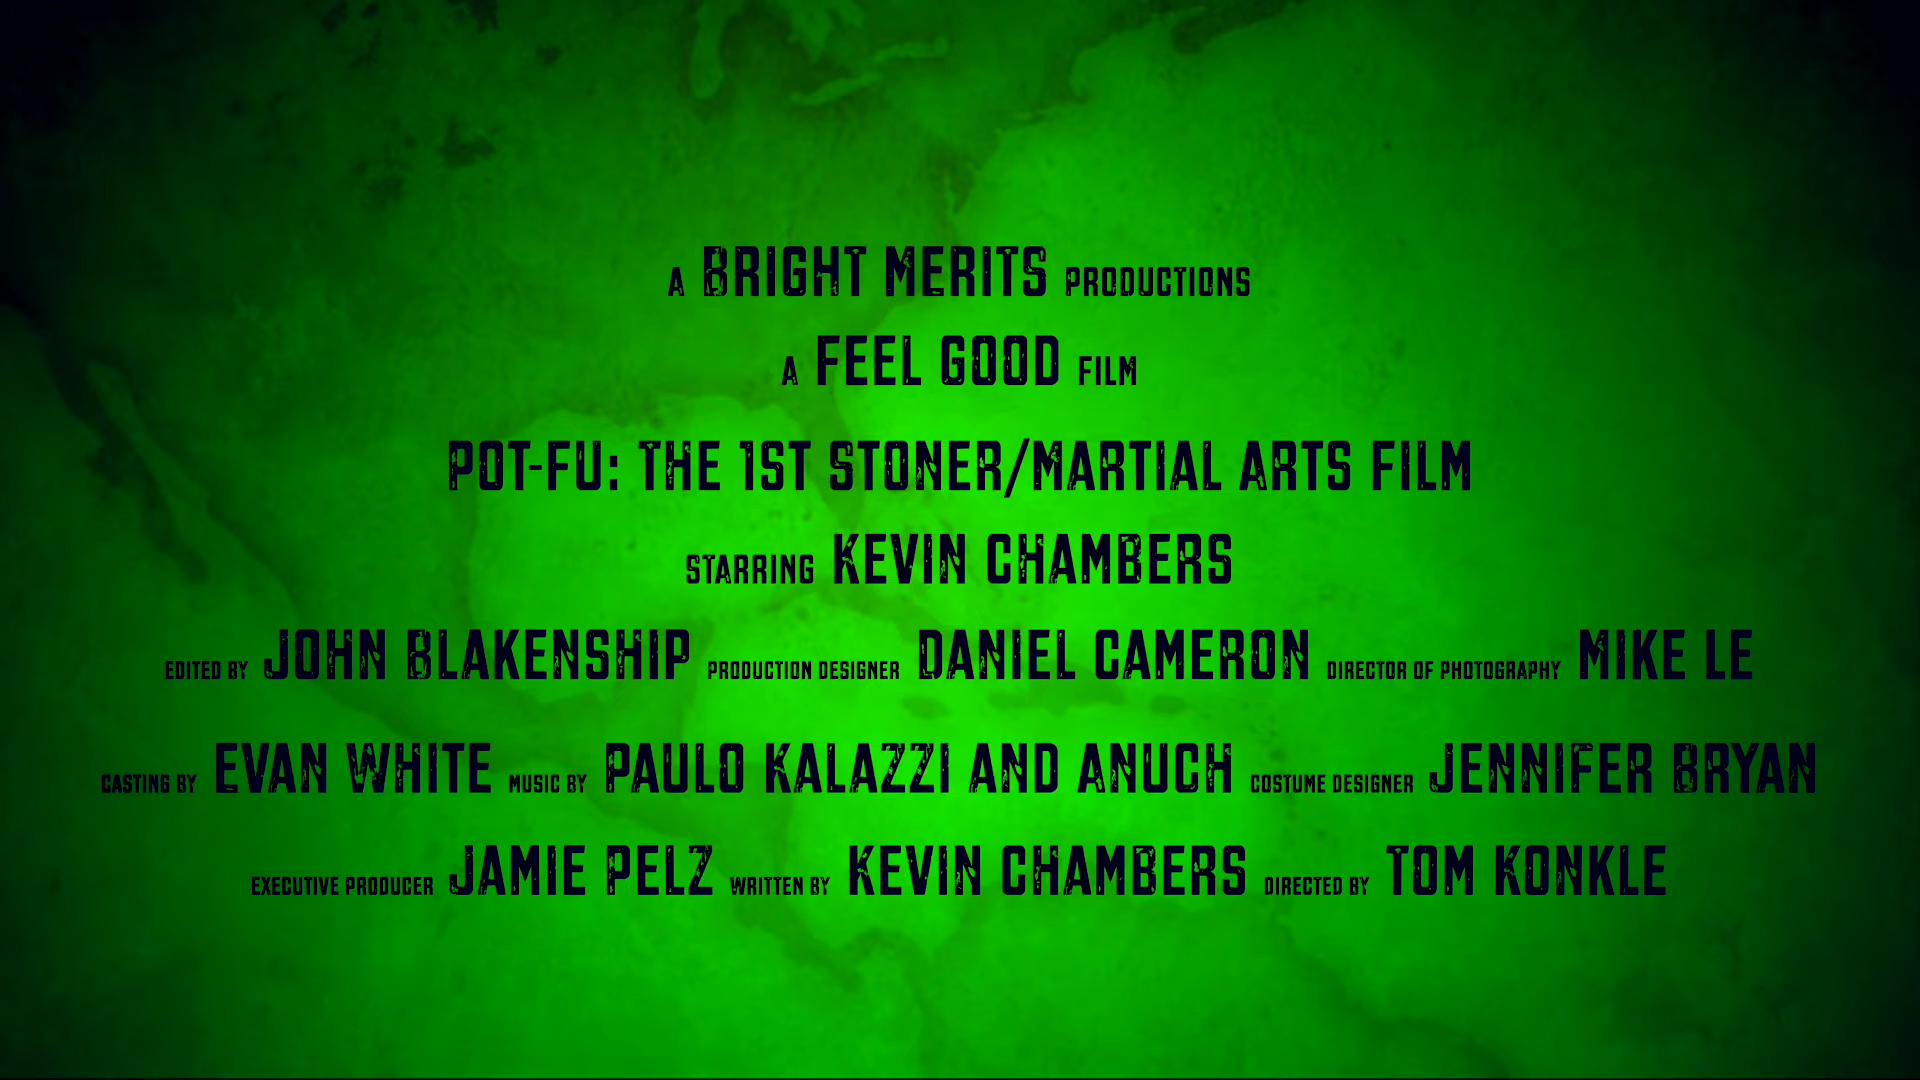 A BRIGHT MERITS PRODUCTIONS
A FEEL GOOD FILM
POT-FU: THE 1ST STONER/MARTIAL ARTS FILM
STARRING KEVIN CHAMBERS
EDITED BY JOHN BLAKENSHIP PRODUCTION DESIGNER DANIEL CAMERON DIRECTOR OF PHOTOGRAPHY MIKE LE
CASTING BY EVAN WHITE MUSIC BY PAULO KALAZZI AND ANUCH COSTUME DESIGNER JENNIFER BRYAN
EXECUTIVE PRODUCER JAMIE PELZ WRITTEN BY KEVIN CHAMBERS DIRECTED BY TOM KONKLE